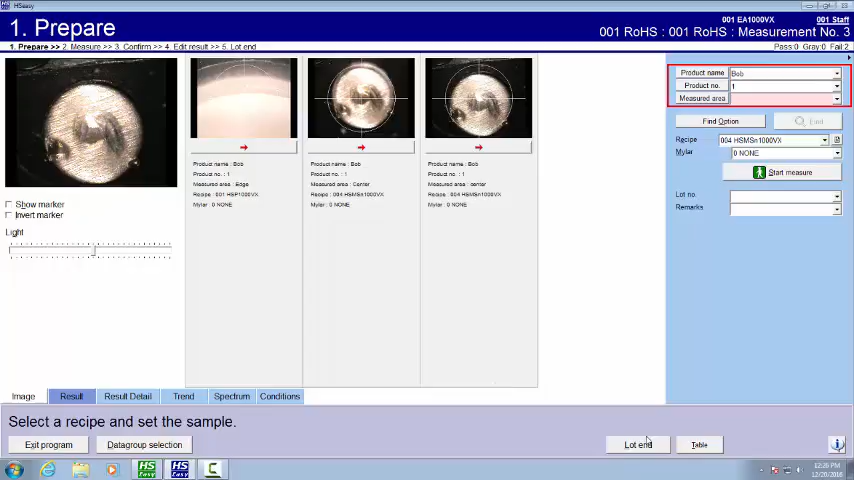 HSeasy
1. Prepare
001 EA1000VX
001 Staff
001 RoHS : 001 RoHS : Measurement No. 3
1. Prepare >> 2. Measure >> 3. Confirm >> 4. Edit result >> 5. Lot end
Pass:0 Gray:0 Fail:2
Product name Bob
Product no. 1
Measured area
Find Option Find
Recipe 004 HSMSn1000VX
Mylar 0 NONE
Start measure
Lot no.
Remarks
Product name : Bob
Product no. : 1
Measured area : Edge
Recipe : 001 HSP1000VX
Mylar : 0 NONE
Product name : Bob
Product no. : 1
Measured area : Center
Recipe : 004 HSMSn1000VX
Mylar : 0 NONE
Product name : Bob
Product no. : 1
Measured area : center
Recipe : 004 HSMSn1000VX
Mylar : 0 NONE
Show marker
Invert marker
Light
Image Result Result Detail Trend Spectrum Conditions
Select a recipe and set the sample.
Exit program Datagroup selection Lot end Table
HS Easy HS Easy C
12:26 PM
12/20/2016